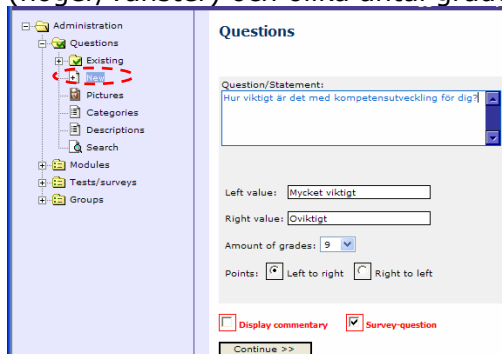 (höger/vänster) och olika antal grade
Administration
Questions
Existing
New
Pictures
Categories
Descriptions
Search
Modules
Tests/surveys
Groups
Questions
Question/Statement:
Hur viktigt är det med kompetensutveckling för dig?
Left value: Mycket viktigt
Right value: Oviktigt
Amount of grades: 9
Points: Left to right Right to left
Display commentary Survey-question
Continue >>